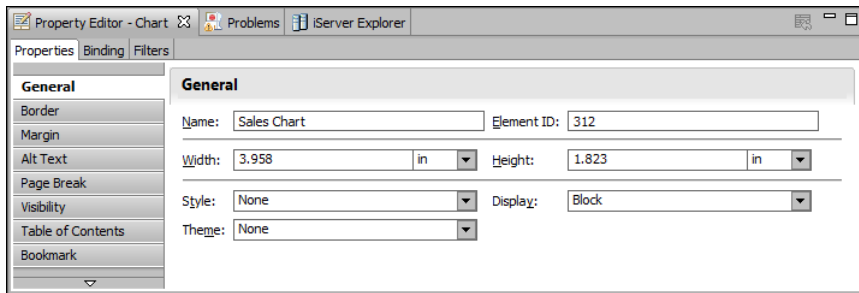 Property Editor - Chart Problems iServer Explorer
Properties Binding Filters
General
Border
Margin
Alt Text
Page Break
Visibility
Table of Contents
Bookmark
General
Name: Sales Chart Element ID: 312
Width: 3.958 in Height: 1.823 in
Style: None Display: Block
Theme: None